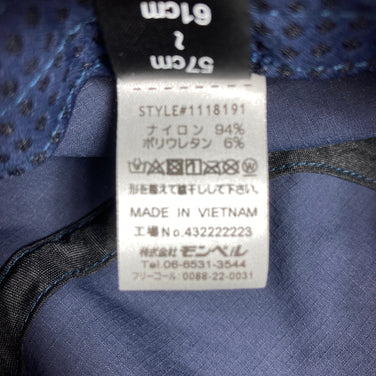 57cm
~
61cm
STYLE#1118191
ナイロン 94%
ポリウレタン 6%
形を整えて陰干しして下さい。
MADE IN VIETNAM
工場No.432222223
株式会社モンベル
Tel.06-6531-3544
フリーコール:0088-22-0031